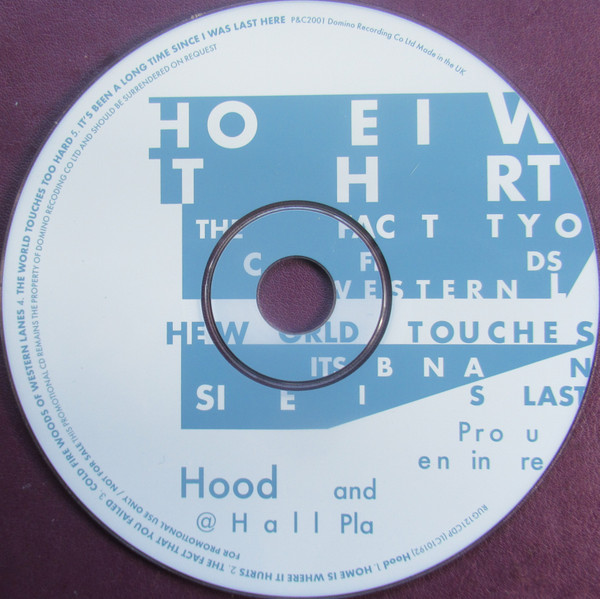 RUG121CDP (LC10192) Hood 1. HOME IS WHERE IT HURTS 2. THE FACT THAT YOU FAILED 3. COLD FIRE WOODS OF WESTERN LANES 4. THE WORLD TOUCHES TOO HARD 5. IT'S BEEN A LONG TIME SINCE I WAS LAST HERE P&C2001 Domino Recording Co Ltd Made in the UK
FOR PROMOTIONAL USE ONLY / NOT FOR SALE THIS PROMOTIONAL CD REMAINS THE PROPERTY OF DOMINO RECODING CO LTD AND SHOULD BE SURRENDERED ON REQUEST
HO E I W
T H RT
THE FACT TYO
C FI DS
WESTERN L
HEW ORLD TOUCHES
ITS B N A N
SI E I S LAST
Pro u
en in re
Hood and
@ Hall Pla